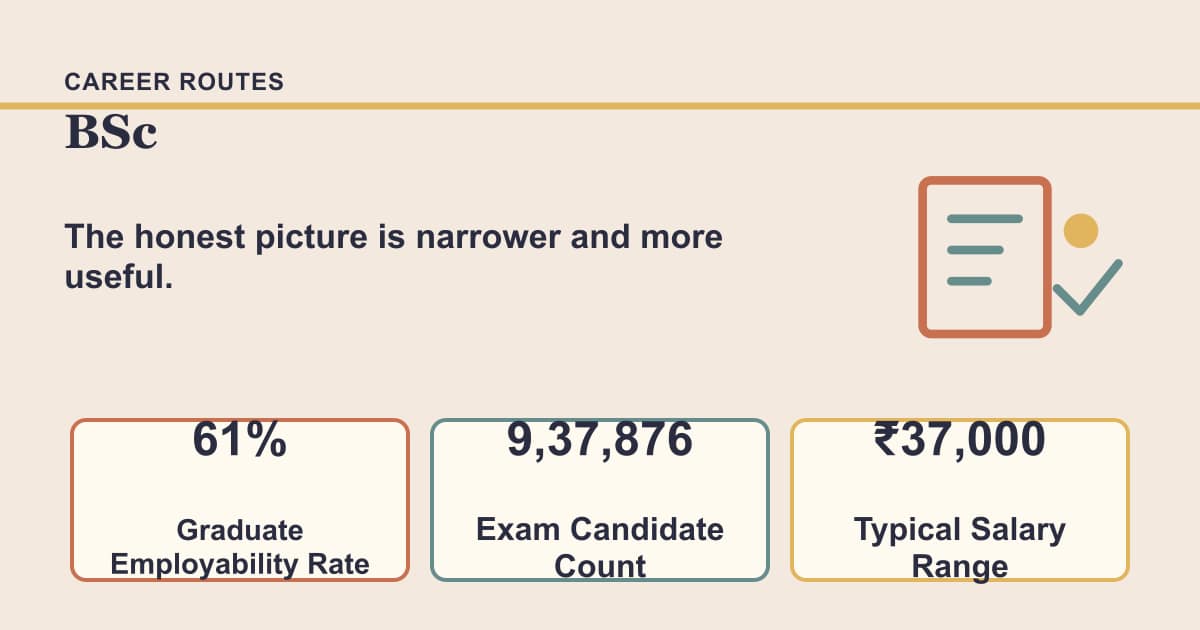 CAREER ROUTES
BSc
The honest picture is narrower and more
useful.
61%
Graduate
Employability Rate
9,37,876
Exam Candidate
Count
₹37,000
Typical Salary
Range